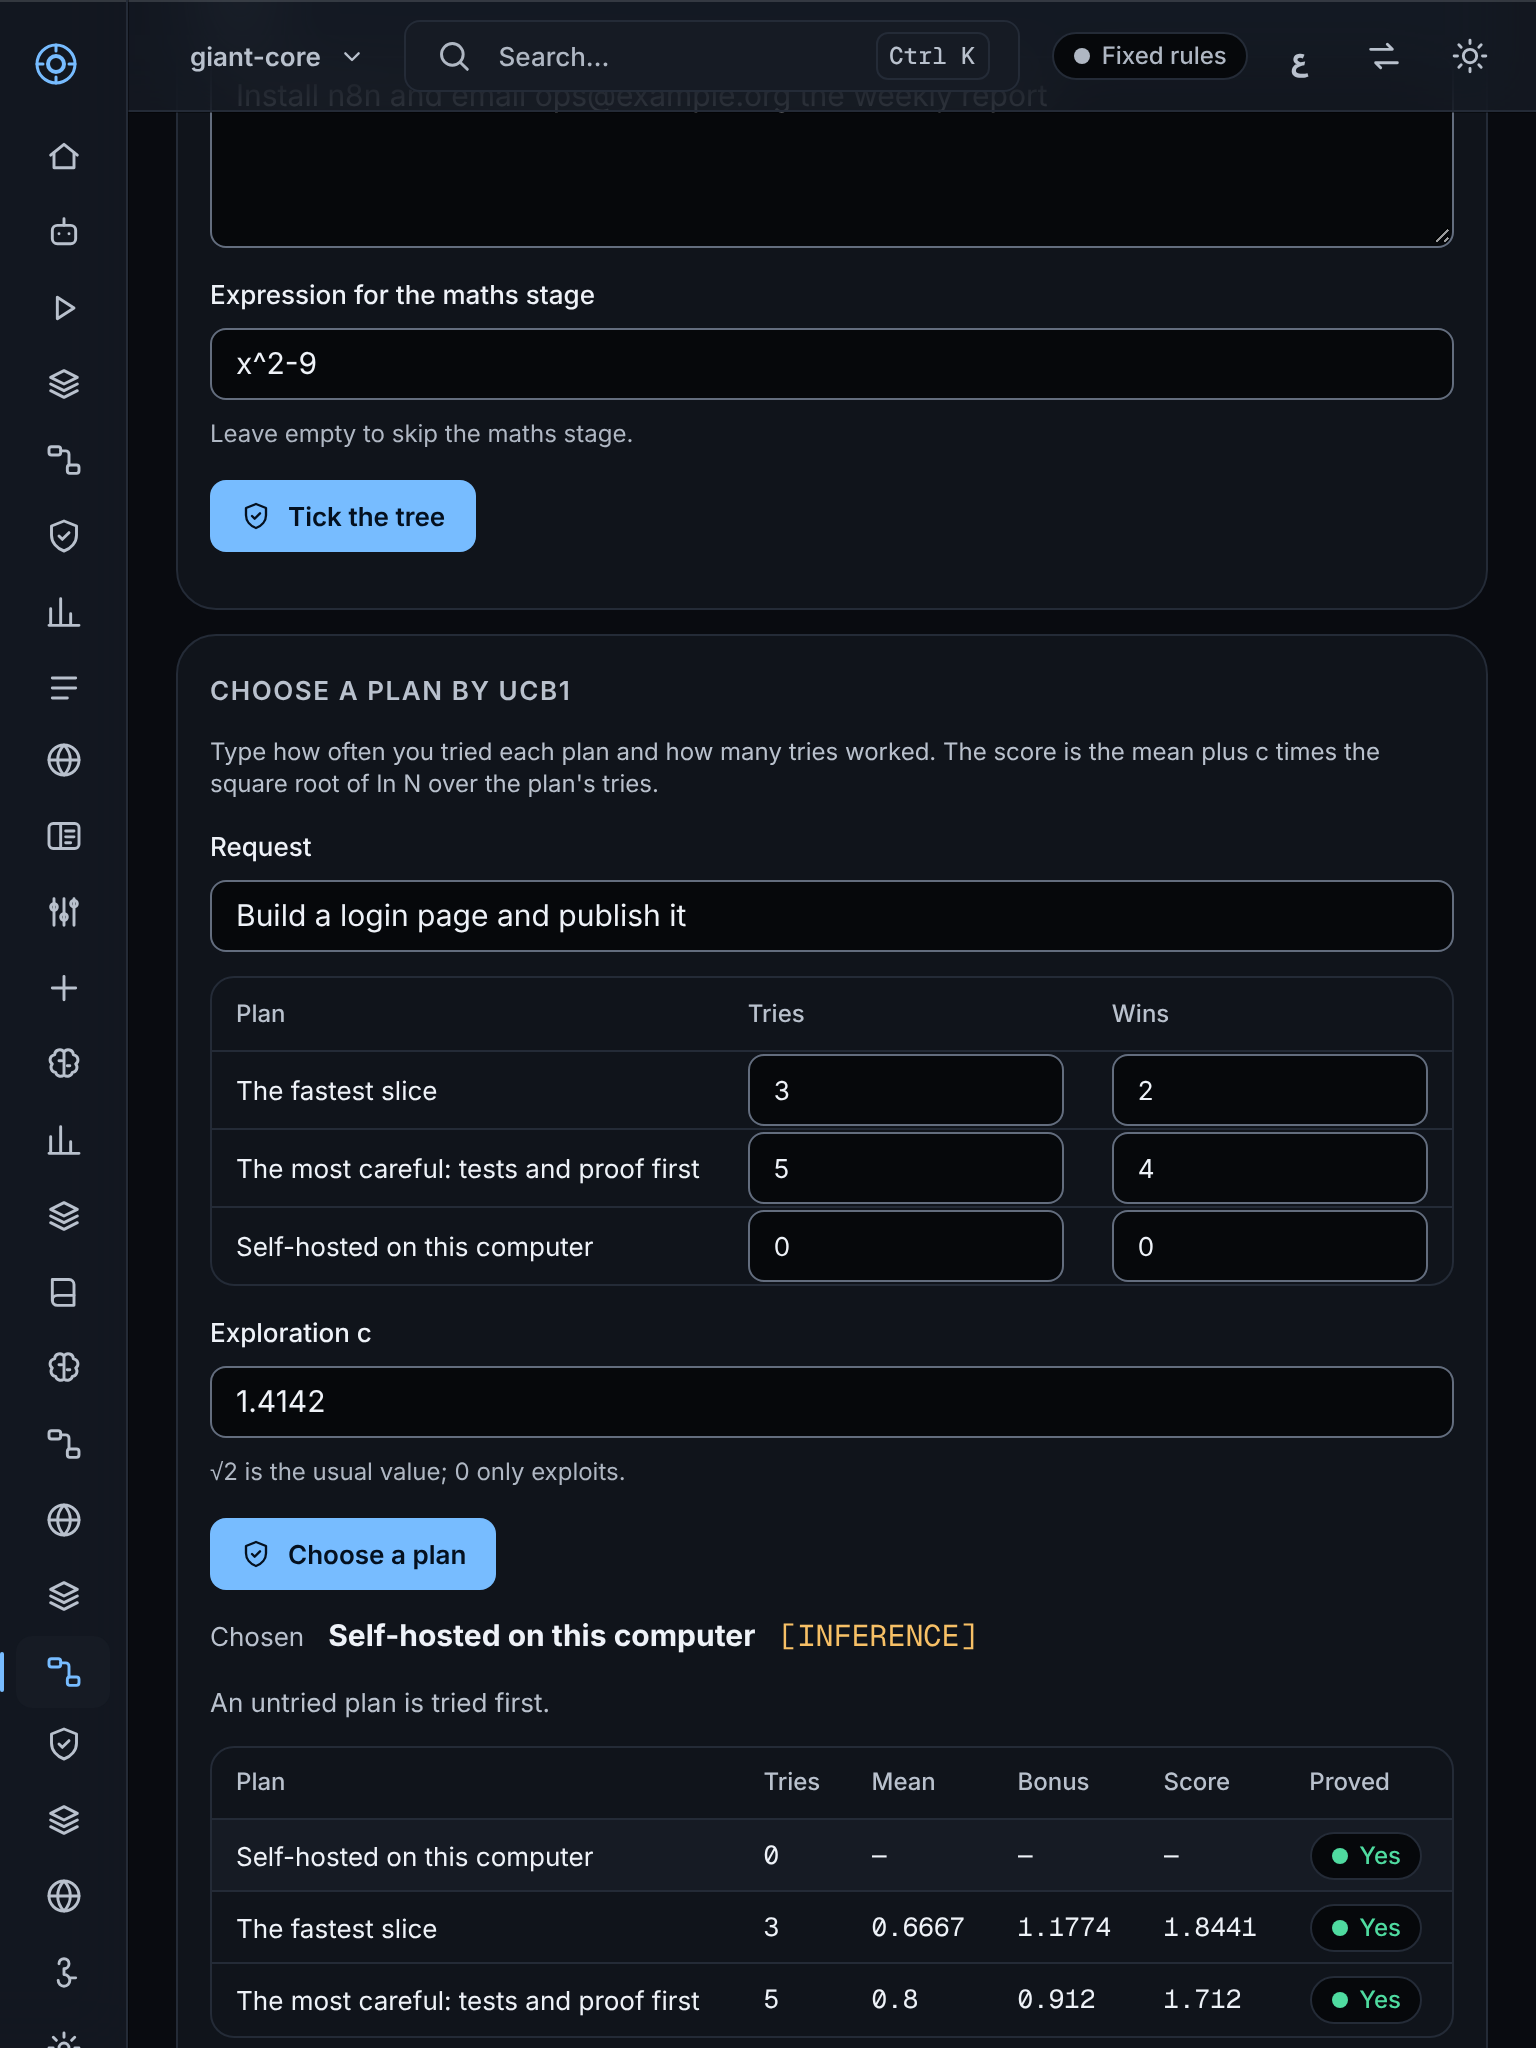 giant-core
Search...
Ctrl K
Fixed rules
ع
Install n8n and email ops@example.org the weekly report
Expression for the maths stage
x^2-9
Leave empty to skip the maths stage.
Tick the tree
CHOOSE A PLAN BY UCB1
Type how often you tried each plan and how many tries worked. The score is the mean plus c times the
square root of ln N over the plan's tries.
Request
Build a login page and publish it
Plan Tries Wins
The fastest slice 3 2
The most careful: tests and proof first 5 4
Self-hosted on this computer 0 0
Exploration c
1.4142
√2 is the usual value; 0 only exploits.
Choose a plan
Chosen Self-hosted on this computer [INFERENCE]
An untried plan is tried first.
Plan Tries Mean Bonus Score Proved
Self-hosted on this computer 0 – – – Yes
The fastest slice 3 0.6667 1.1774 1.8441 Yes
The most careful: tests and proof first 5 0.8 0.912 1.712 Yes